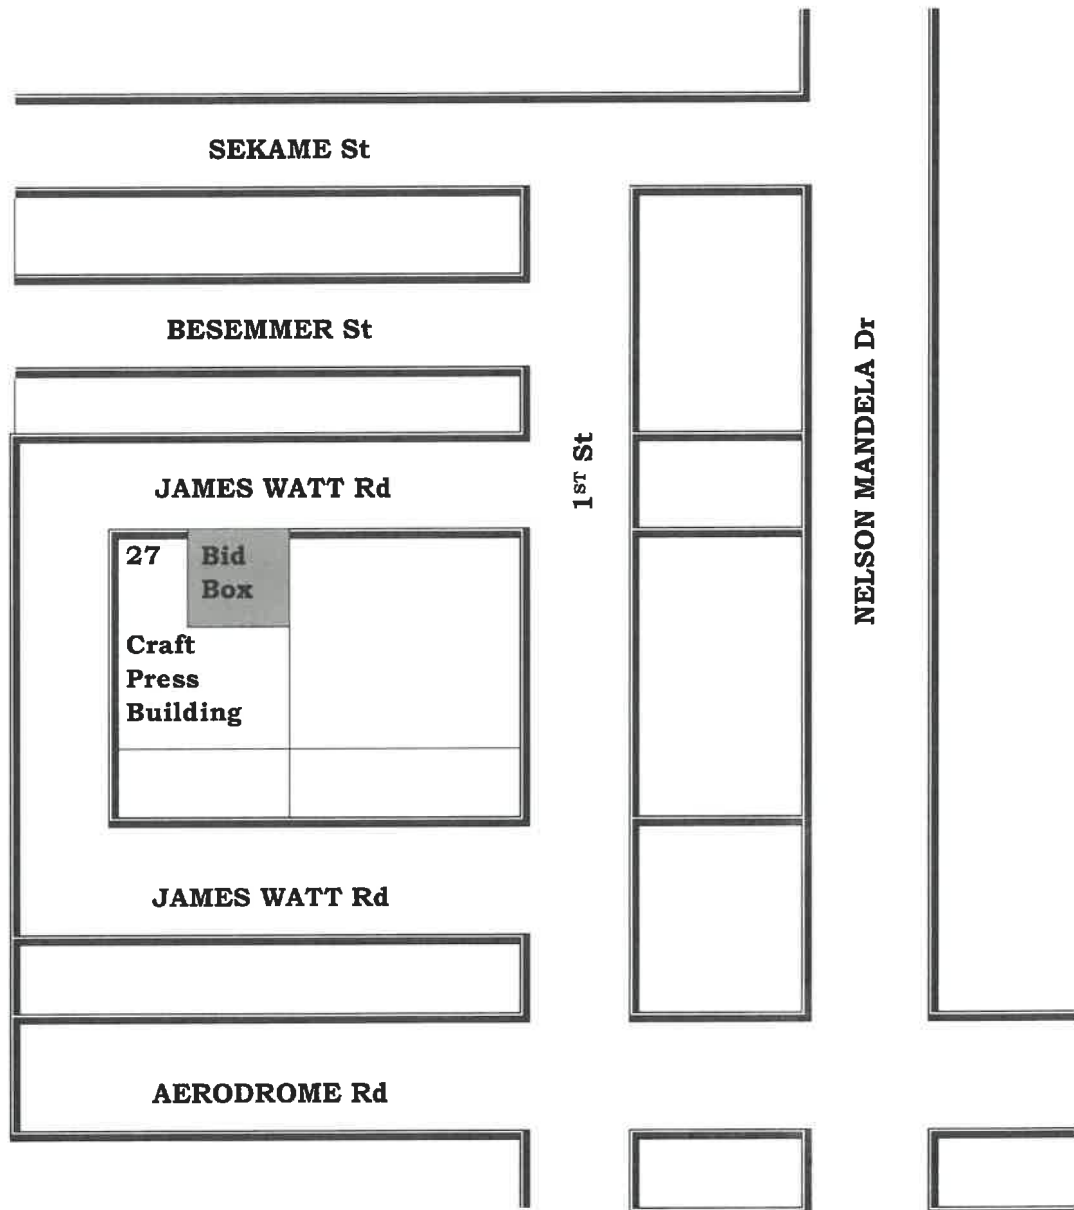 SEKAME St
BESEMMER St
NELSON MANDELA Dr
1ST St
JAMES WATT Rd
27
Bid
Box
Craft
Press
Building
JAMES WATT Rd
AERODROME Rd